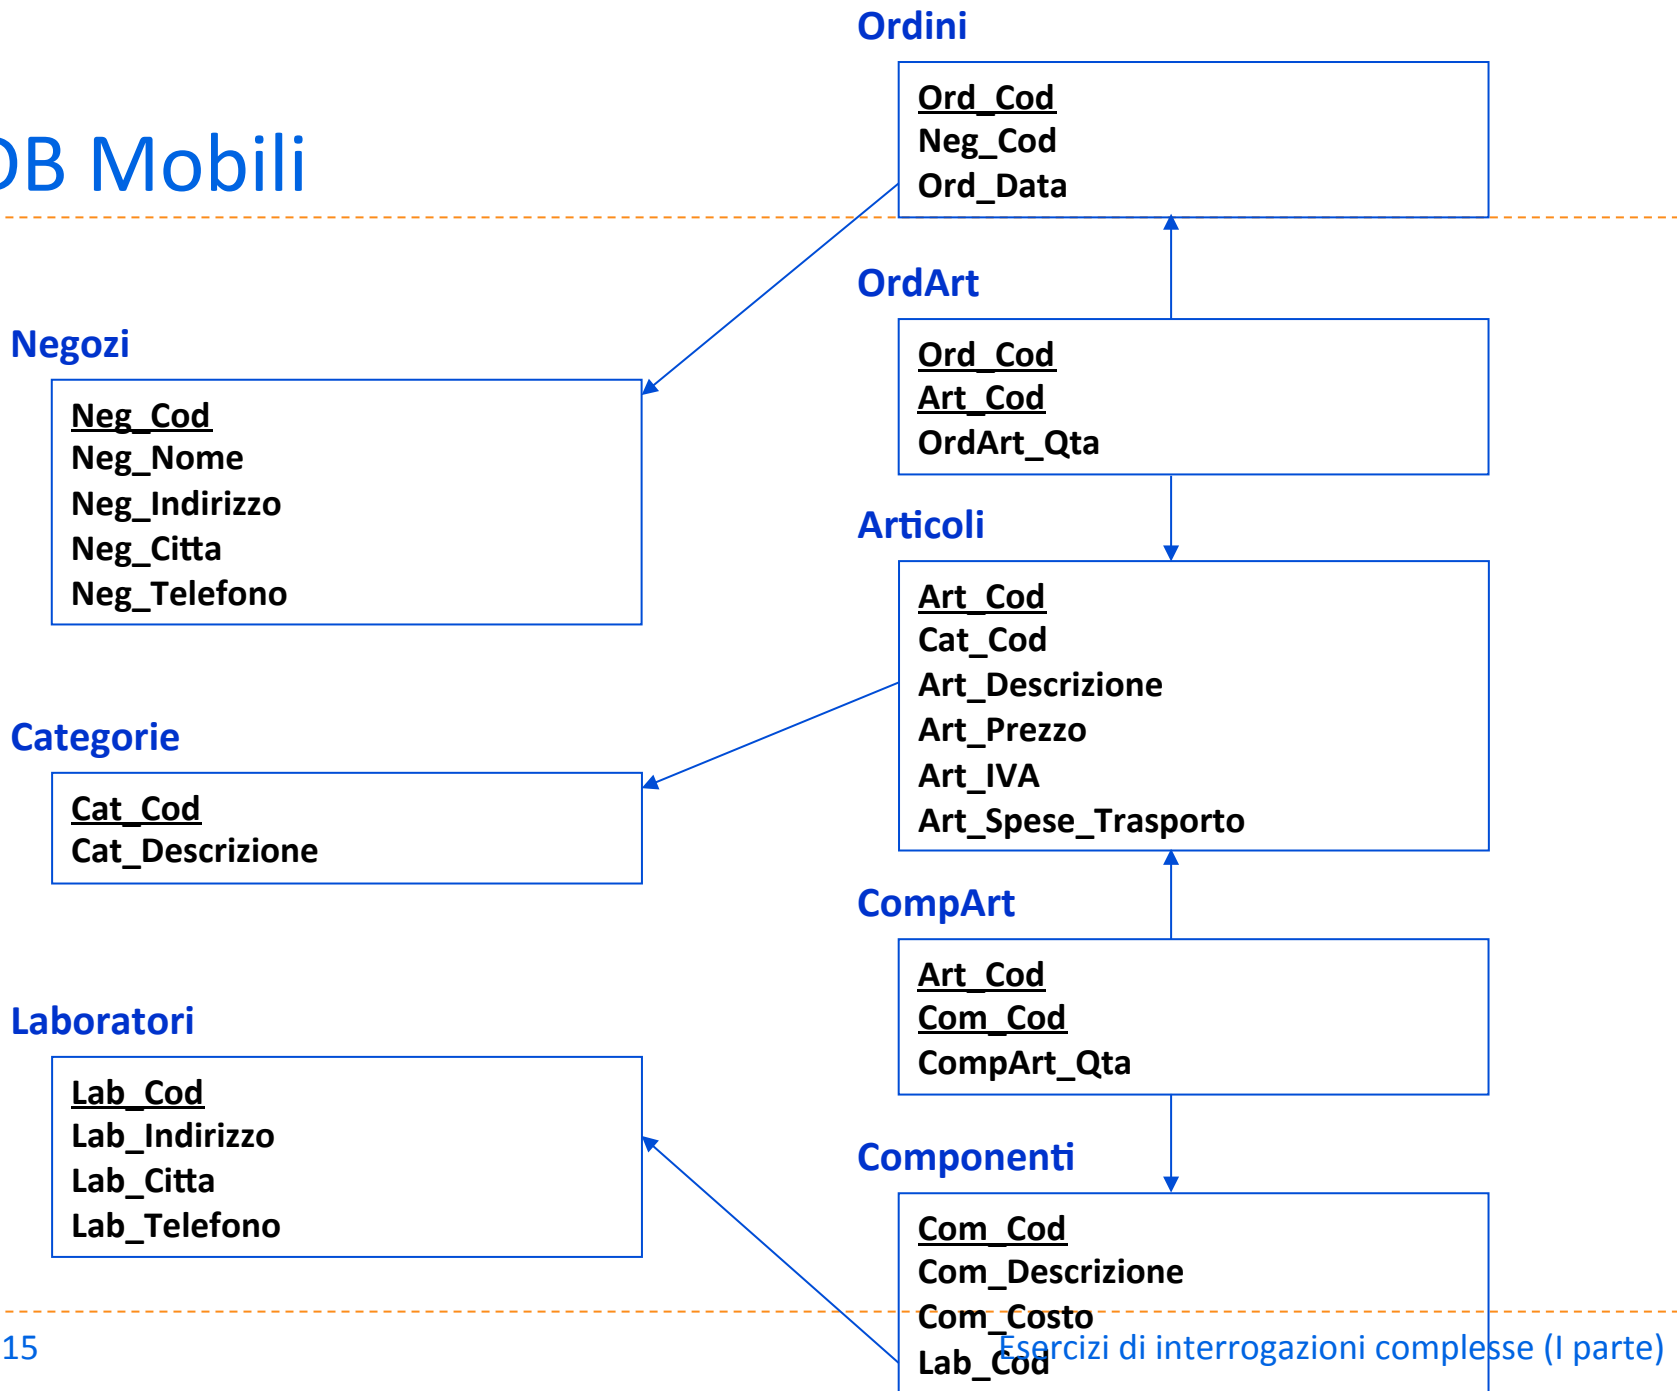 DB Mobili
Ordini
Ord_Cod
Neg_Cod
Ord_Data
OrdArt
Ord_Cod
Art_Cod
OrdArt_Qta
Negozi
Neg_Cod
Neg_Nome
Neg_Indirizzo
Neg_Citta
Neg_Telefono
Articoli
Art_Cod
Cat_Cod
Art_Descrizione
Art_Prezzo
Art_IVA
Art_Spese_Trasporto
Categorie
Cat_Cod
Cat_Descrizione
CompArt
Art_Cod
Com_Cod
CompArt_Qta
Laboratori
Lab_Cod
Lab_Indirizzo
Lab_Citta
Lab_Telefono
Componenti
Com_Cod
Com_Descrizione
Com_Costo
Lab_Cod
15
Esercizi di interrogazioni complesse (I parte)